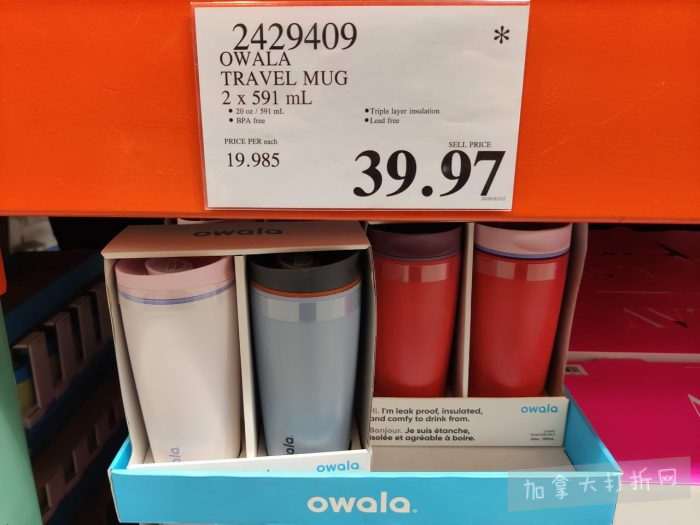 2429409
*
OWALA
TRAVEL MUG
2 x 591 mL
• 20 oz / 591 mL
• BPA free
•Triple layer insulation
•Lead free
PRICE PER each
19.985
SELL PRICE
39.97
owala
Hi. I'm leak proof, insulated,
and comfy to drink from.
Bonjour. Je suis étanche,
isolée et agréable à boire.
owala
owala
owala.
加拿大打折网